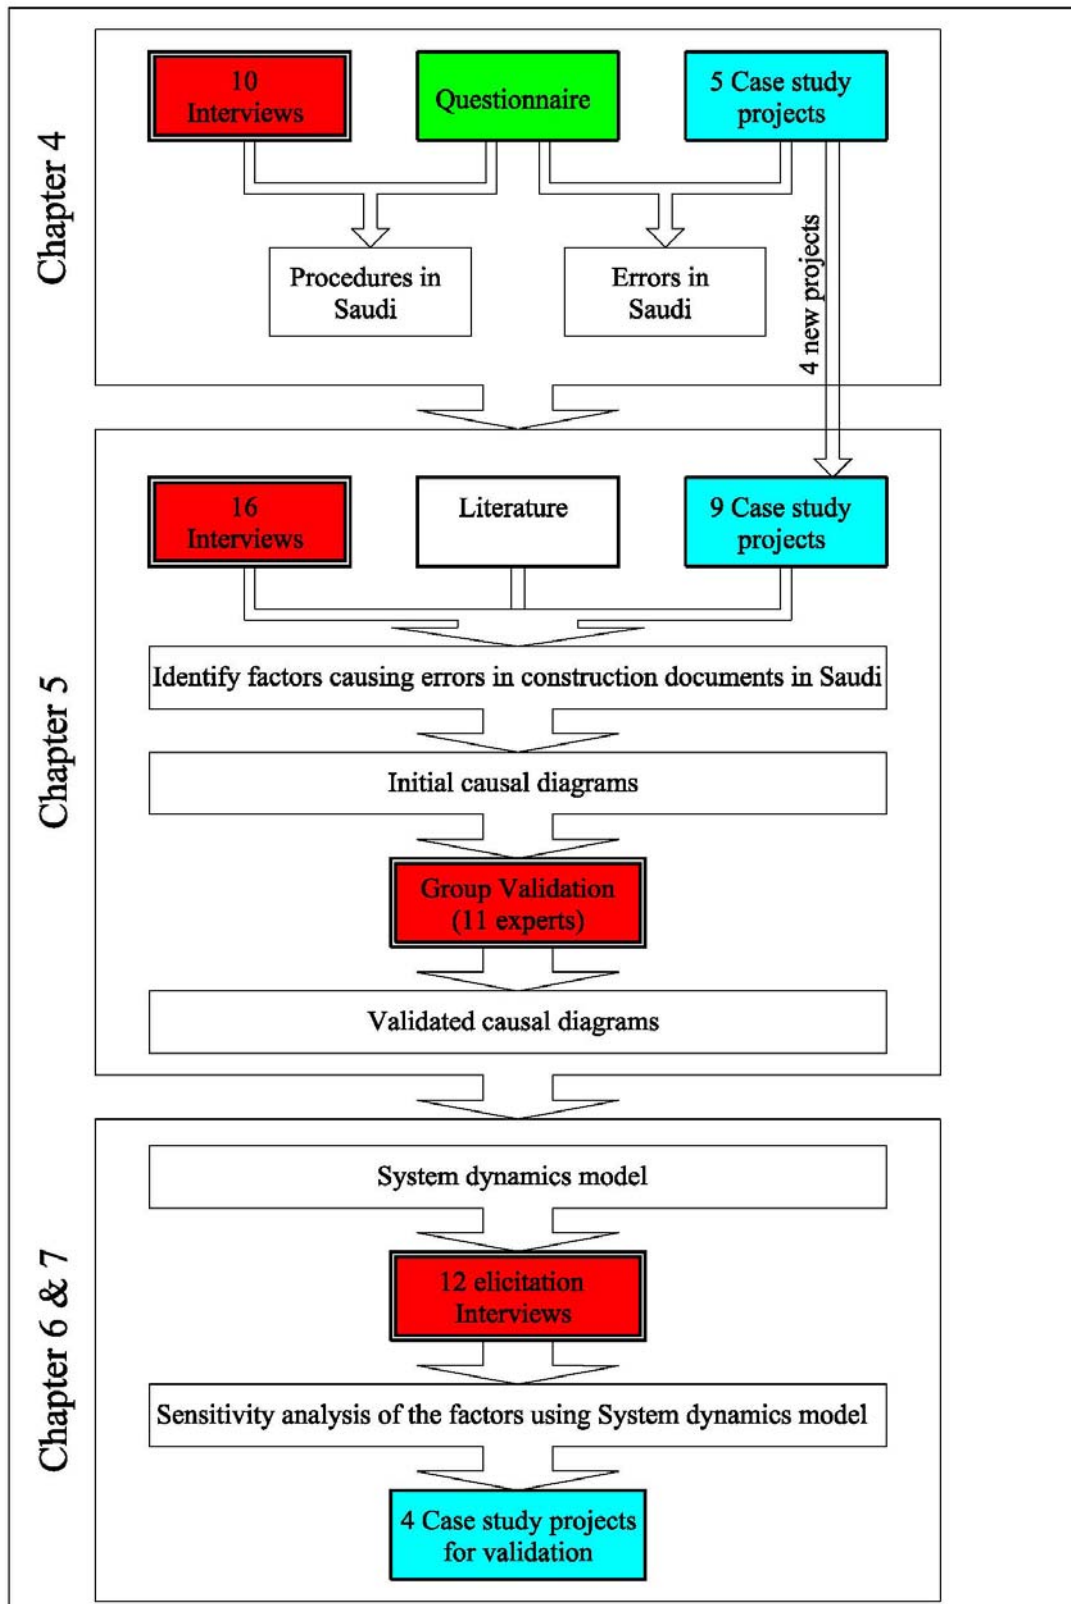 Chapter 4
10
Interviews
Questionnaire
5 Case study
projects
Procedures in
Saudi
Errors in
Saudi
4 new projects
Chapter 5
16
Interviews
Literature
9 Case study
projects
Identify factors causing errors in construction documents in Saudi
Initial causal diagrams
Group Validation
(11 experts)
Validated causal diagrams
Chapter 6 & 7
System dynamics model
12 elicitation
Interviews
Sensitivity analysis of the factors using System dynamics model
4 Case study projects
for validation